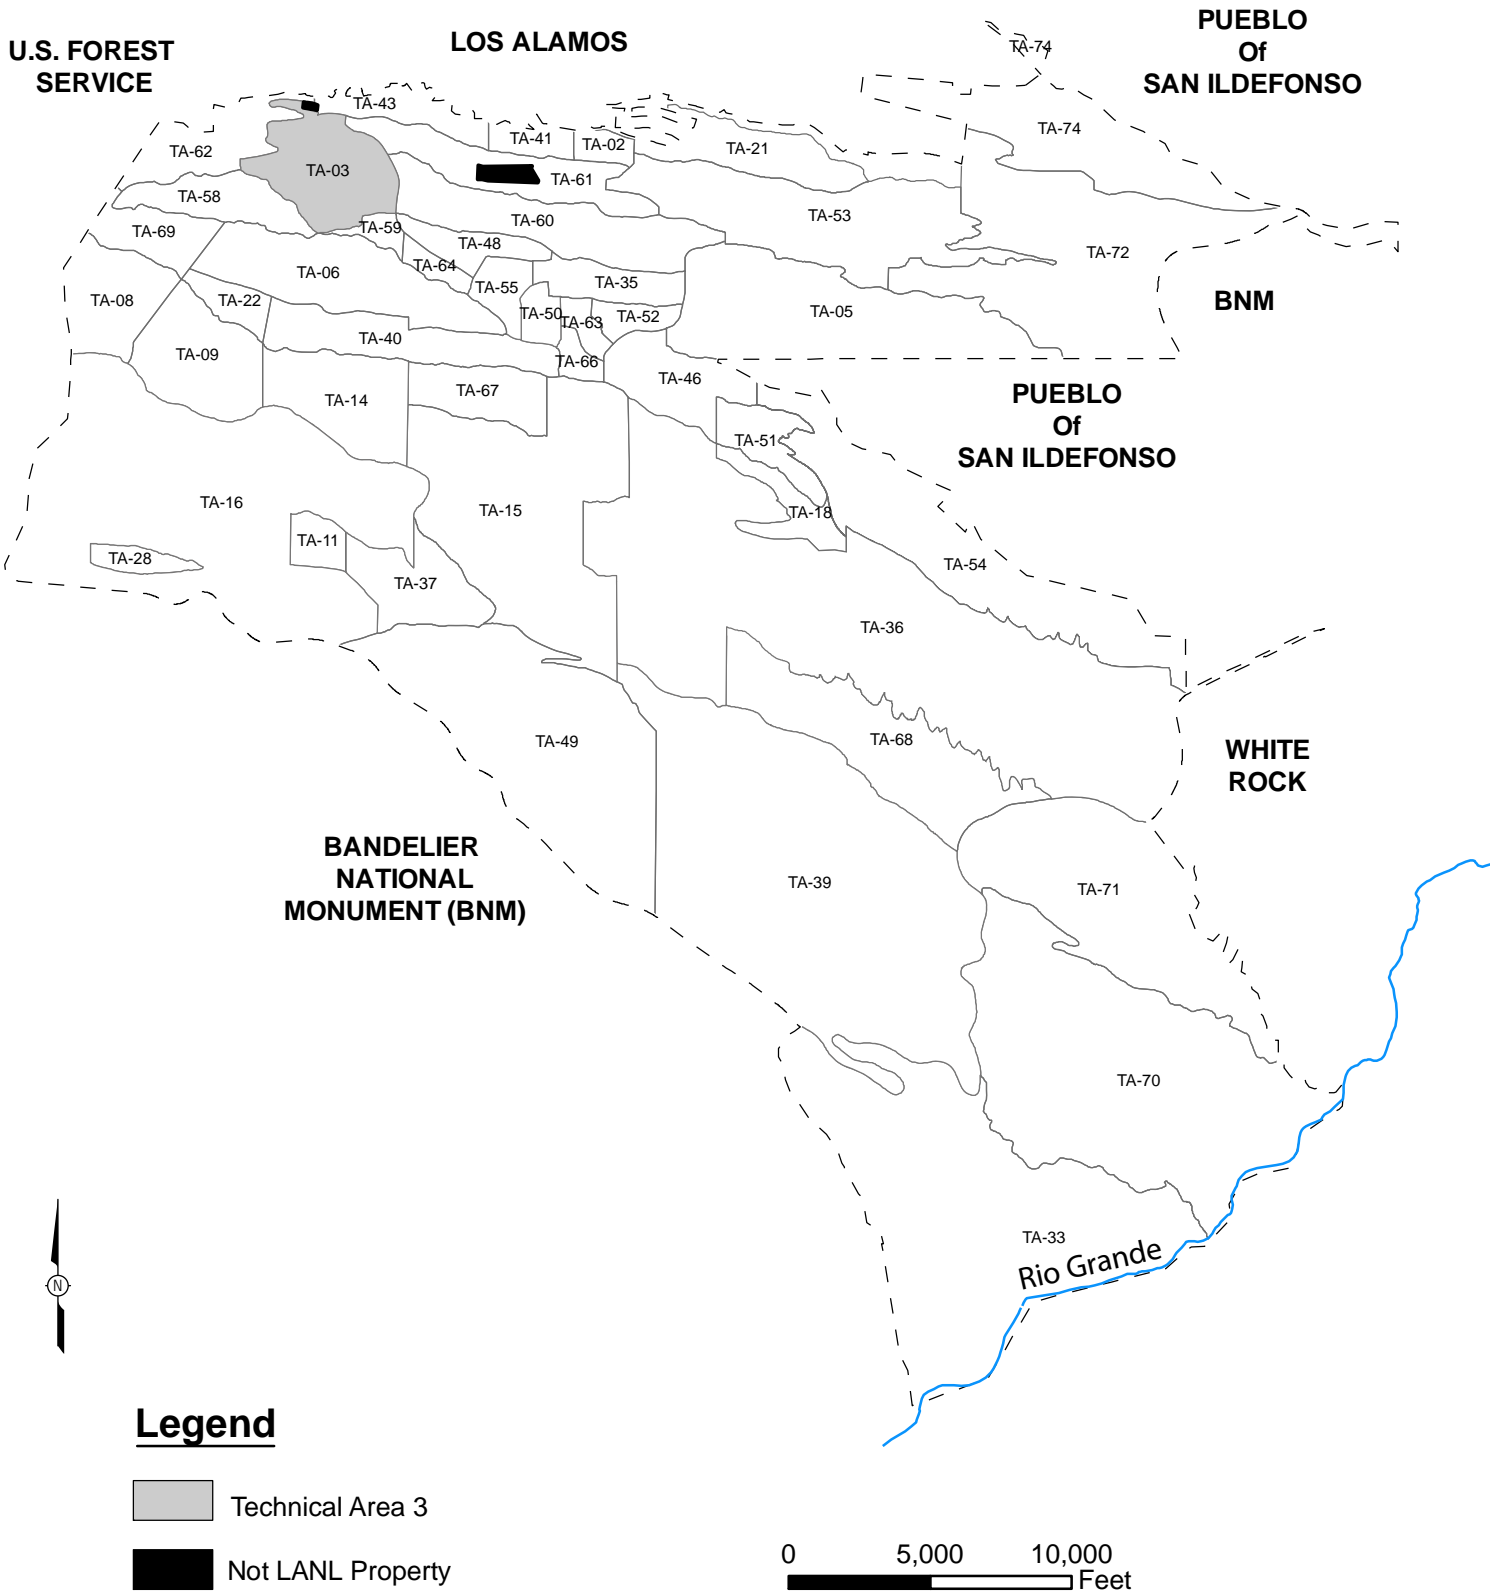 PUEBLO
Of
SAN ILDEFONSO
LOS ALAMOS
U.S. FOREST
SERVICE
TA-74
TA-43
TA-74
TA-41
TA-02
TA-21
TA-62
TA-03
TA-61
TA-58
TA-53
TA-60
TA-59
TA-69
TA-48
TA-72
TA-64
TA-06
TA-35
TA-55
TA-08
TA-22
BNM
TA-05
TA-50
TA-63
TA-52
TA-40
TA-09
TA-66
TA-46
TA-67
TA-14
PUEBLO
Of
SAN ILDEFONSO
TA-51
TA-16
TA-15
TA-18
TA-11
TA-28
TA-54
TA-37
TA-36
TA-49
TA-68
WHITE
ROCK
BANDELIER
NATIONAL
MONUMENT (BNM)
TA-39
TA-71
TA-70
TA-33
Rio Grande
N
Legend
Technical Area 3
Not LANL Property
0 5,000 10,000
Feet